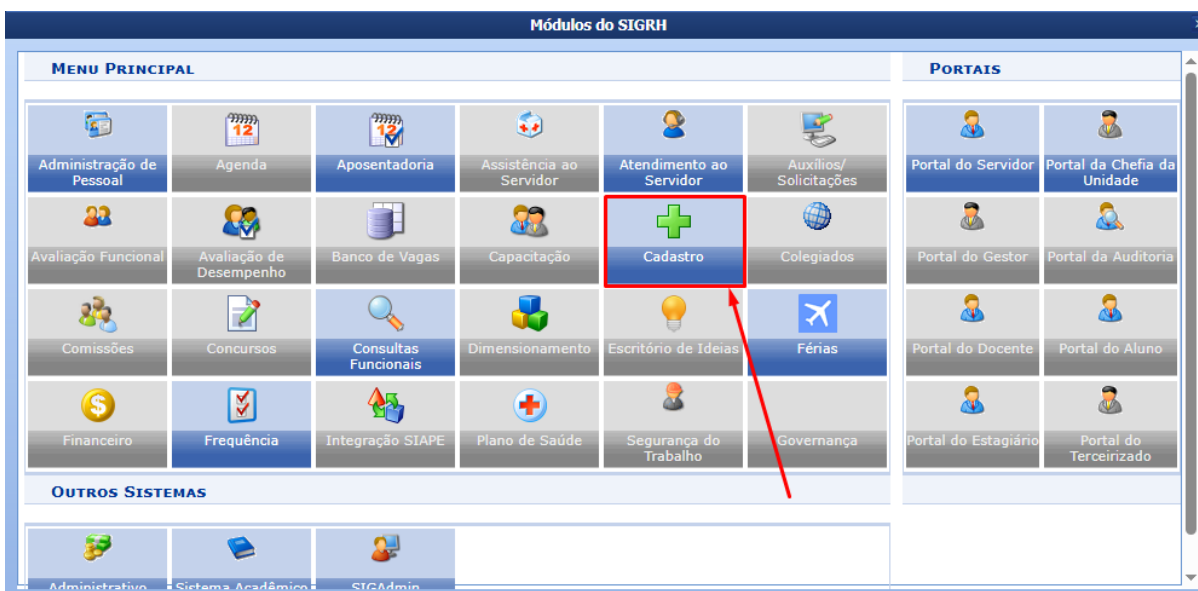 Módulos do SIGRH
MENU PRINCIPAL
PORTAIS
12
12
Administração de
Pessoal
Agenda
Aposentadoria
Assistência ao
Servidor
Atendimento ao
Servidor
Auxílios/
Solicitações
Portal do Servidor
Portal da Chefia da
Unidade
Avaliação Funcional
Avaliação de
Desempenho
Banco de Vagas
Capacitação
Cadastro
Colegiados
Portal do Gestor
Portal da Auditoria
Comissões
Concursos
Consultas
Funcionais
Dimensionamento
Escritório de Ideias
Férias
Portal do Docente
Portal do Aluno
Financeiro
Frequência
Integração SIAPE
Plano de Saúde
Segurança do
Trabalho
Governança
Portal do Estagiário
Portal do
Terceirizado
OUTROS SISTEMAS
Administrativo
Sistema Acadêmico
SIGAdmin